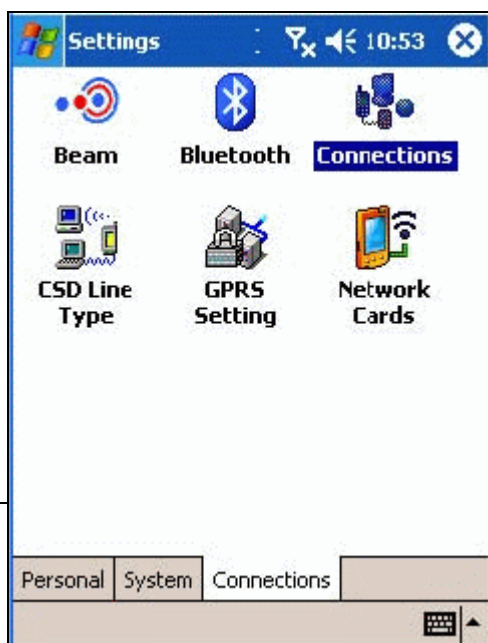 Settings 10:53
Beam Bluetooth Connections
CSD Line Type GPRS Setting Network Cards
Personal System Connections